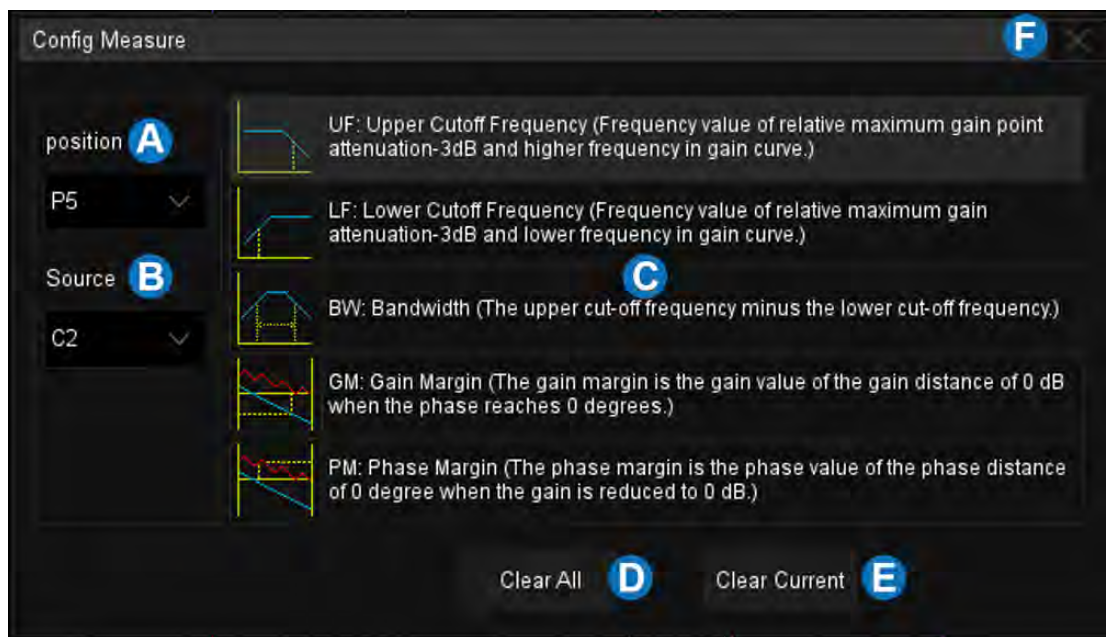 Config Measure F
position A
P5
Source B
C2
UF: Upper Cutoff Frequency (Frequency value of relative maximum gain point
attenuation-3dB and higher frequency in gain curve.)
LF: Lower Cutoff Frequency (Frequency value of relative maximum gain
attenuation-3dB and lower frequency in gain curve.)
C
BW: Bandwidth (The upper cut-off frequency minus the lower cut-off frequency.)
GM: Gain Margin (The gain margin is the gain value of the gain distance of 0 dB
when the phase reaches 0 degrees.)
PM: Phase Margin (The phase margin is the phase value of the phase distance
of 0 degree when the gain is reduced to 0 dB.)
Clear All D Clear Current E